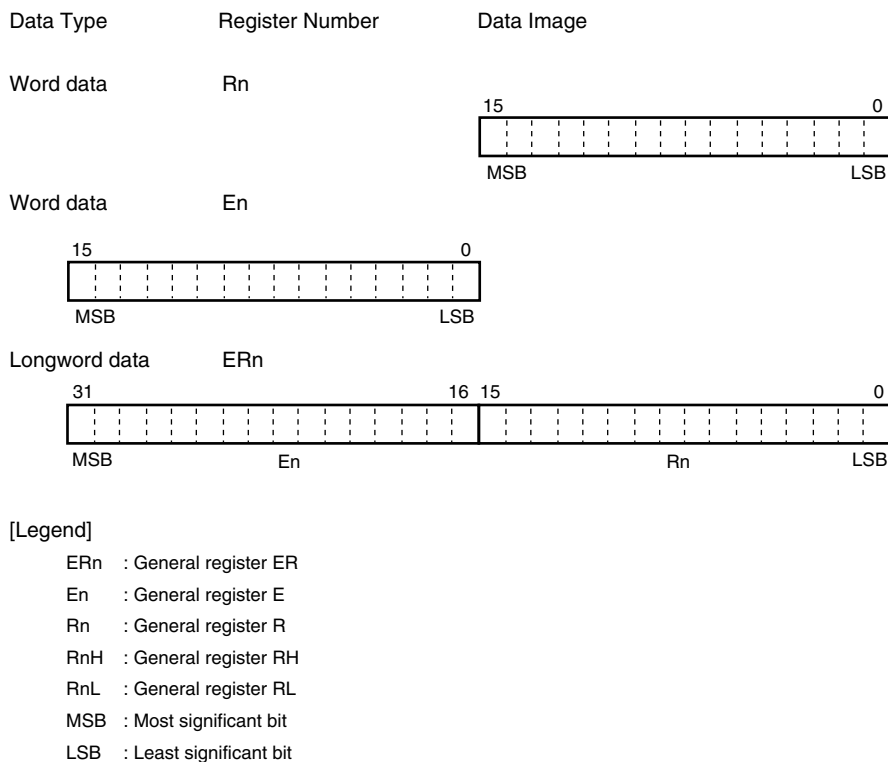 Data Type Register Number Data Image
Word data Rn
15 0
MSB LSB
Word data En
15 0
MSB LSB
Longword data ERn
31 16 15 0
MSB En Rn LSB
[Legend]
ERn : General register ER
En : General register E
Rn : General register R
RnH : General register RH
RnL : General register RL
MSB : Most significant bit
LSB : Least significant bit